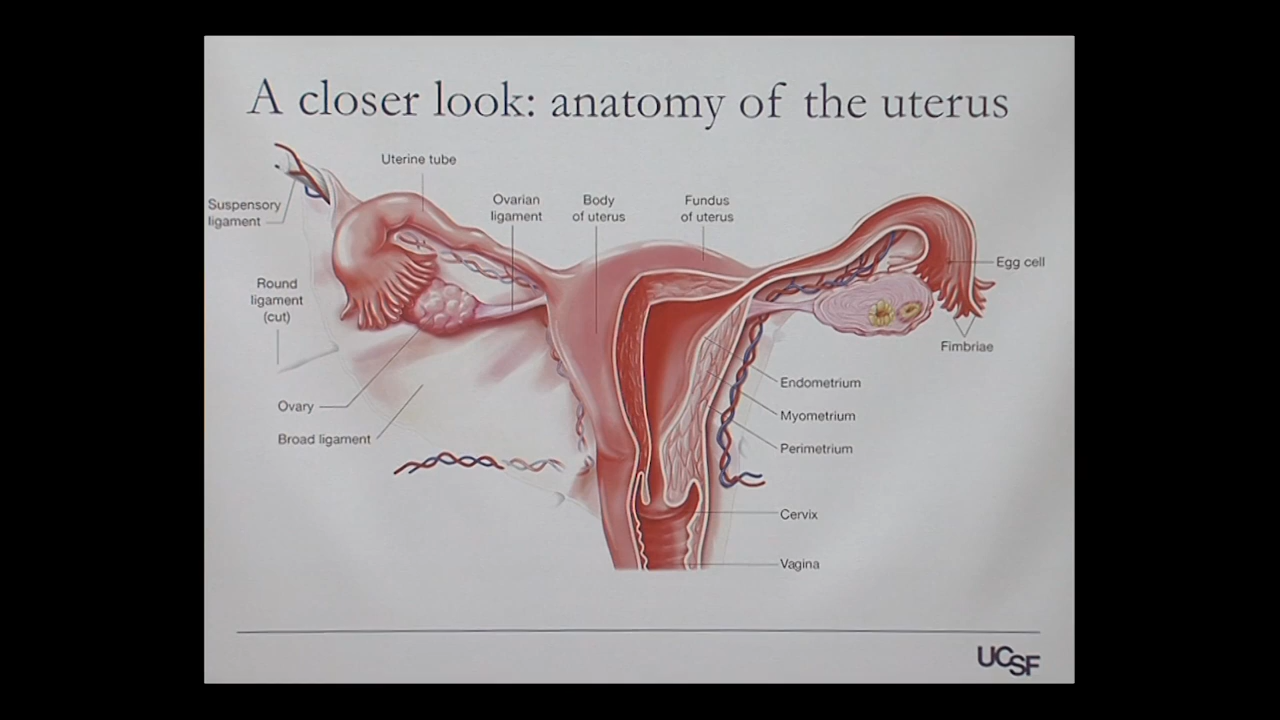 A closer look: anatomy of the uterus
Uterine tube
Suspensory
ligament
Ovarian
ligament
Body
of uterus
Fundus
of uterus
Egg cell
Round
ligament
(cut)
Fimbriae
Endometrium
Ovary
Myometrium
Broad ligament
Perimetrium
Cervix
Vagina
UCSF